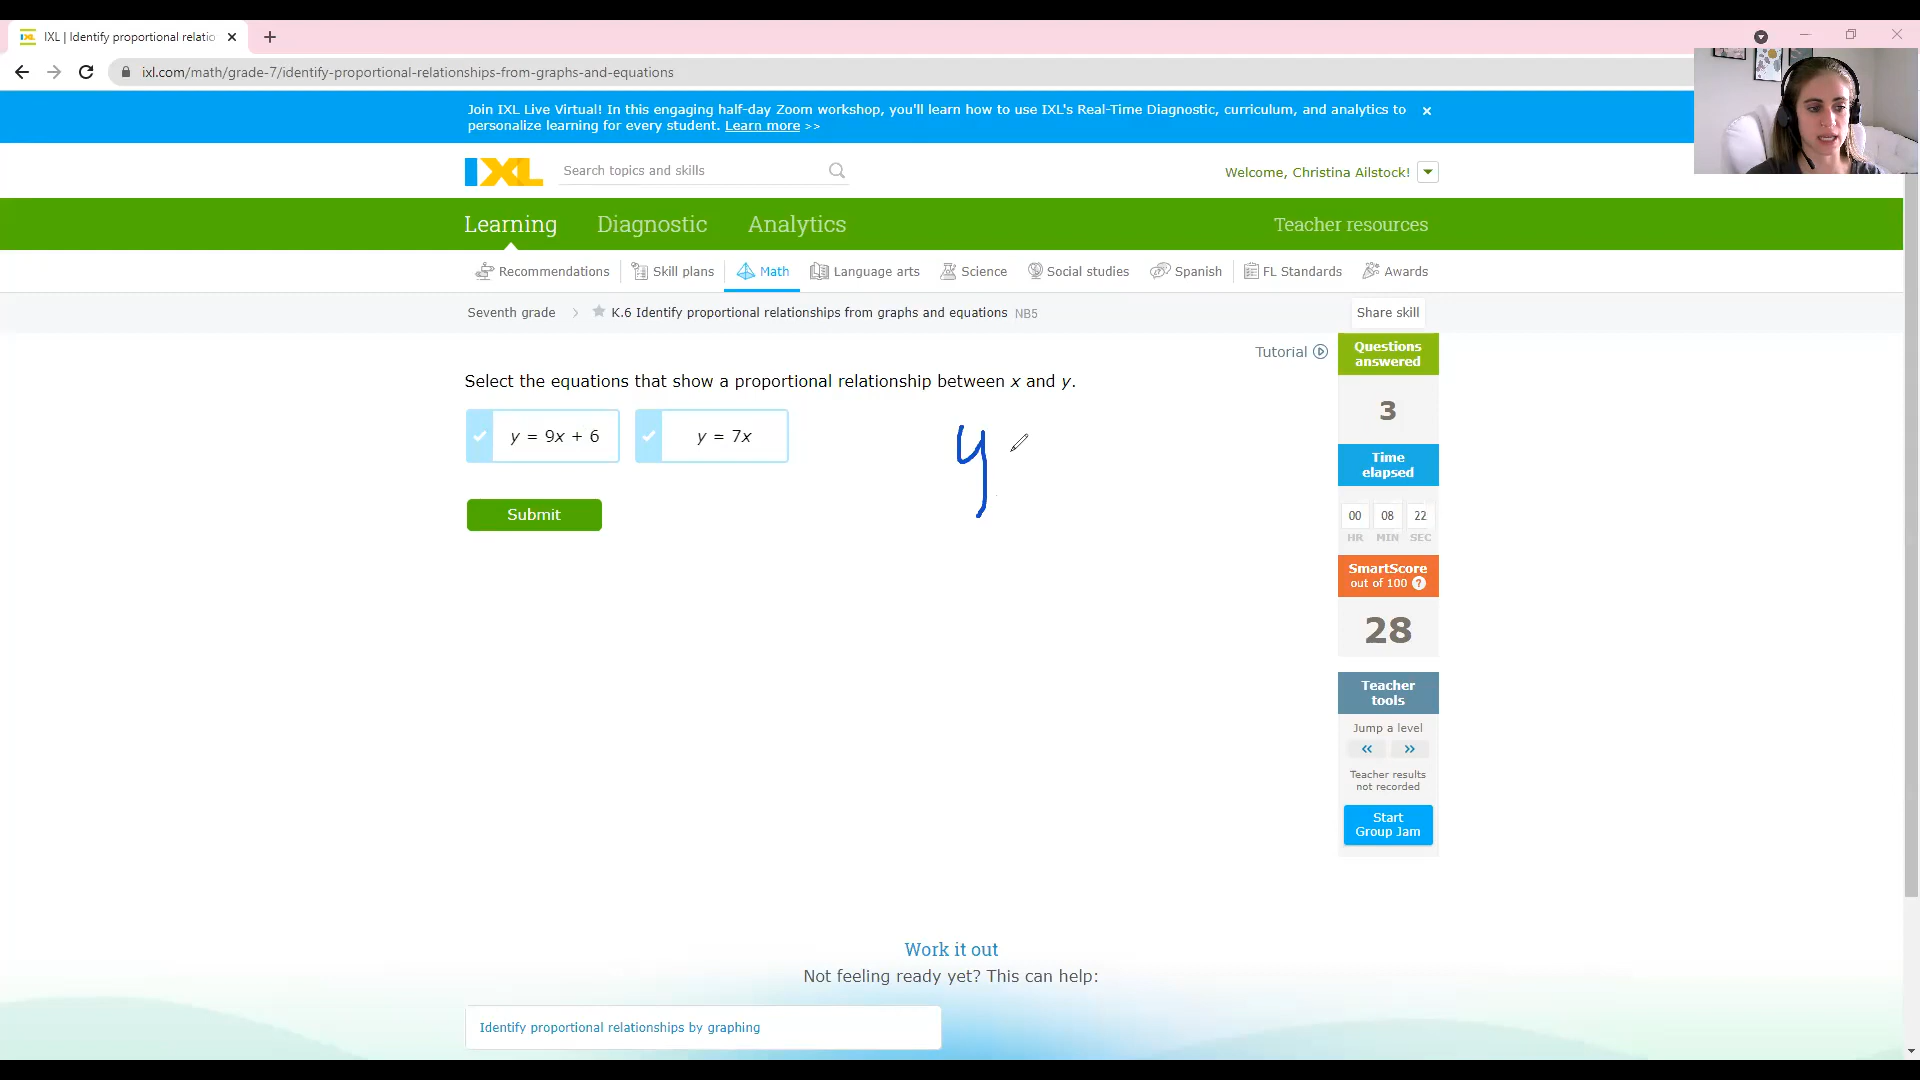 IXL | Identify proportional relatio
ixl.com/math/grade-7/identify-proportional-relationships-from-graphs-and-equations
Join IXL Live Virtual! In this engaging half-day Zoom workshop, you'll learn how to use IXL's Real-Time Diagnostic, curriculum, and analytics to
personalize learning for every student. Learn more >>
IXL
Search topics and skills
Welcome, Christina Ailstock!
Learning Diagnostic Analytics Teacher resources
Recommendations Skill plans Math Language arts Science Social studies Spanish FL Standards Awards
Seventh grade > K.6 Identify proportional relationships from graphs and equations NB5
Share skill
Tutorial
Select the equations that show a proportional relationship between x and y.
y = 9x + 6
y = 7x
y
Submit
Questions
answered
3
Time
elapsed
00 08 22
HR MIN SEC
SmartScore
out of 100 ?
28
Teacher
tools
Jump a level
<< >>
Teacher results
not recorded
Start
Group Jam
Work it out
Not feeling ready yet? This can help:
Identify proportional relationships by graphing